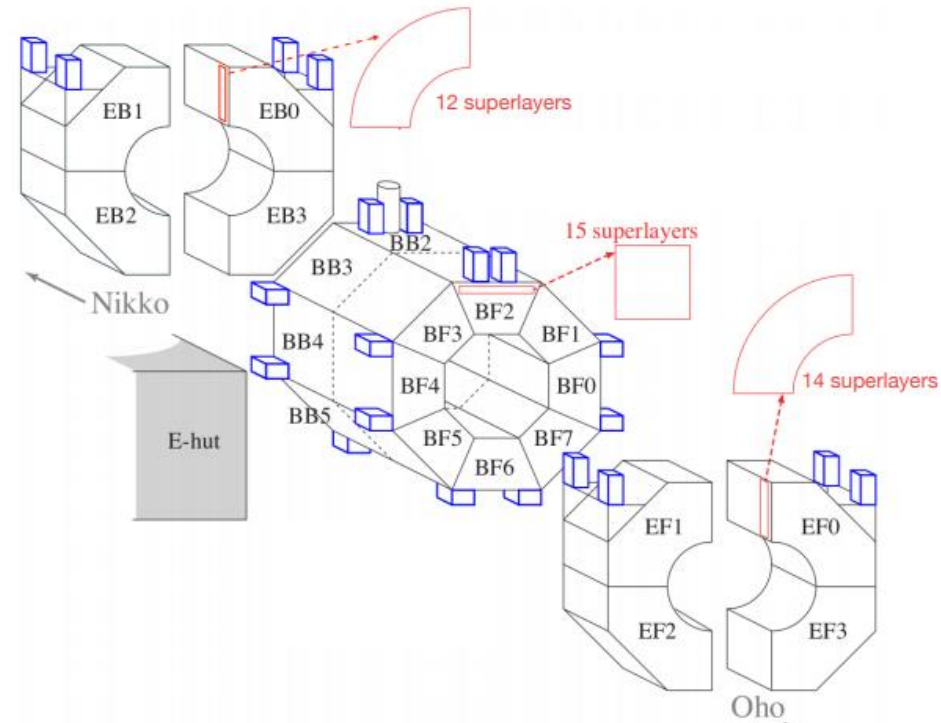 12 superlayers
EB1
EB0
EB2
EB3
15 superlayers
BB2
BB3
Nikko
BF2
BF3
BF1
BB4
BF4
BF0
14 superlayers
BB5
E-hut
BF5
BF7
BF6
EF1
EF0
EF2
EF3
Oho